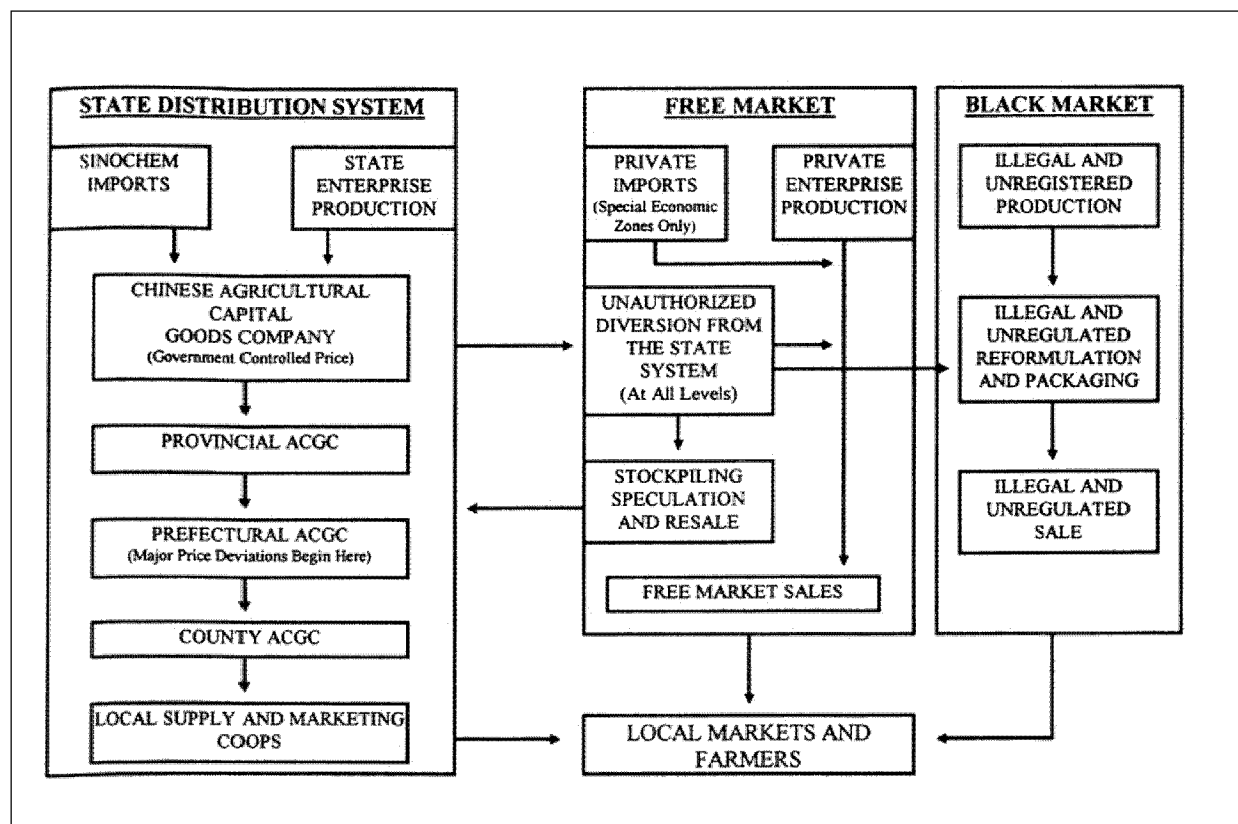 STATE DISTRIBUTION SYSTEM
SINOCHEM
IMPORTS
STATE
ENTERPRISE
PRODUCTION
CHINESE AGRICULTURAL
CAPITAL
GOODS COMPANY
(Government Controlled Price)
PROVINCIAL ACGC
PREFECTURAL ACGC
(Major Price Deviations Begin Here)
COUNTY ACGC
LOCAL SUPPLY AND MARKETING
COOPS
FREE MARKET
PRIVATE
IMPORTS
(Special Economic
Zones Only)
PRIVATE
ENTERPRISE
PRODUCTION
UNAUTHORIZED
DIVERSION FROM
THE STATE
SYSTEM
(At All Levels)
STOCKPILING
SPECULATION
AND RESALE
FREE MARKET SALES
BLACK MARKET
ILLEGAL AND
UNREGISTERED
PRODUCTION
ILLEGAL AND
UNREGULATED
REFORMULATION
AND PACKAGING
ILLEGAL AND
UNREGULATED
SALE
LOCAL MARKETS AND
FARMERS